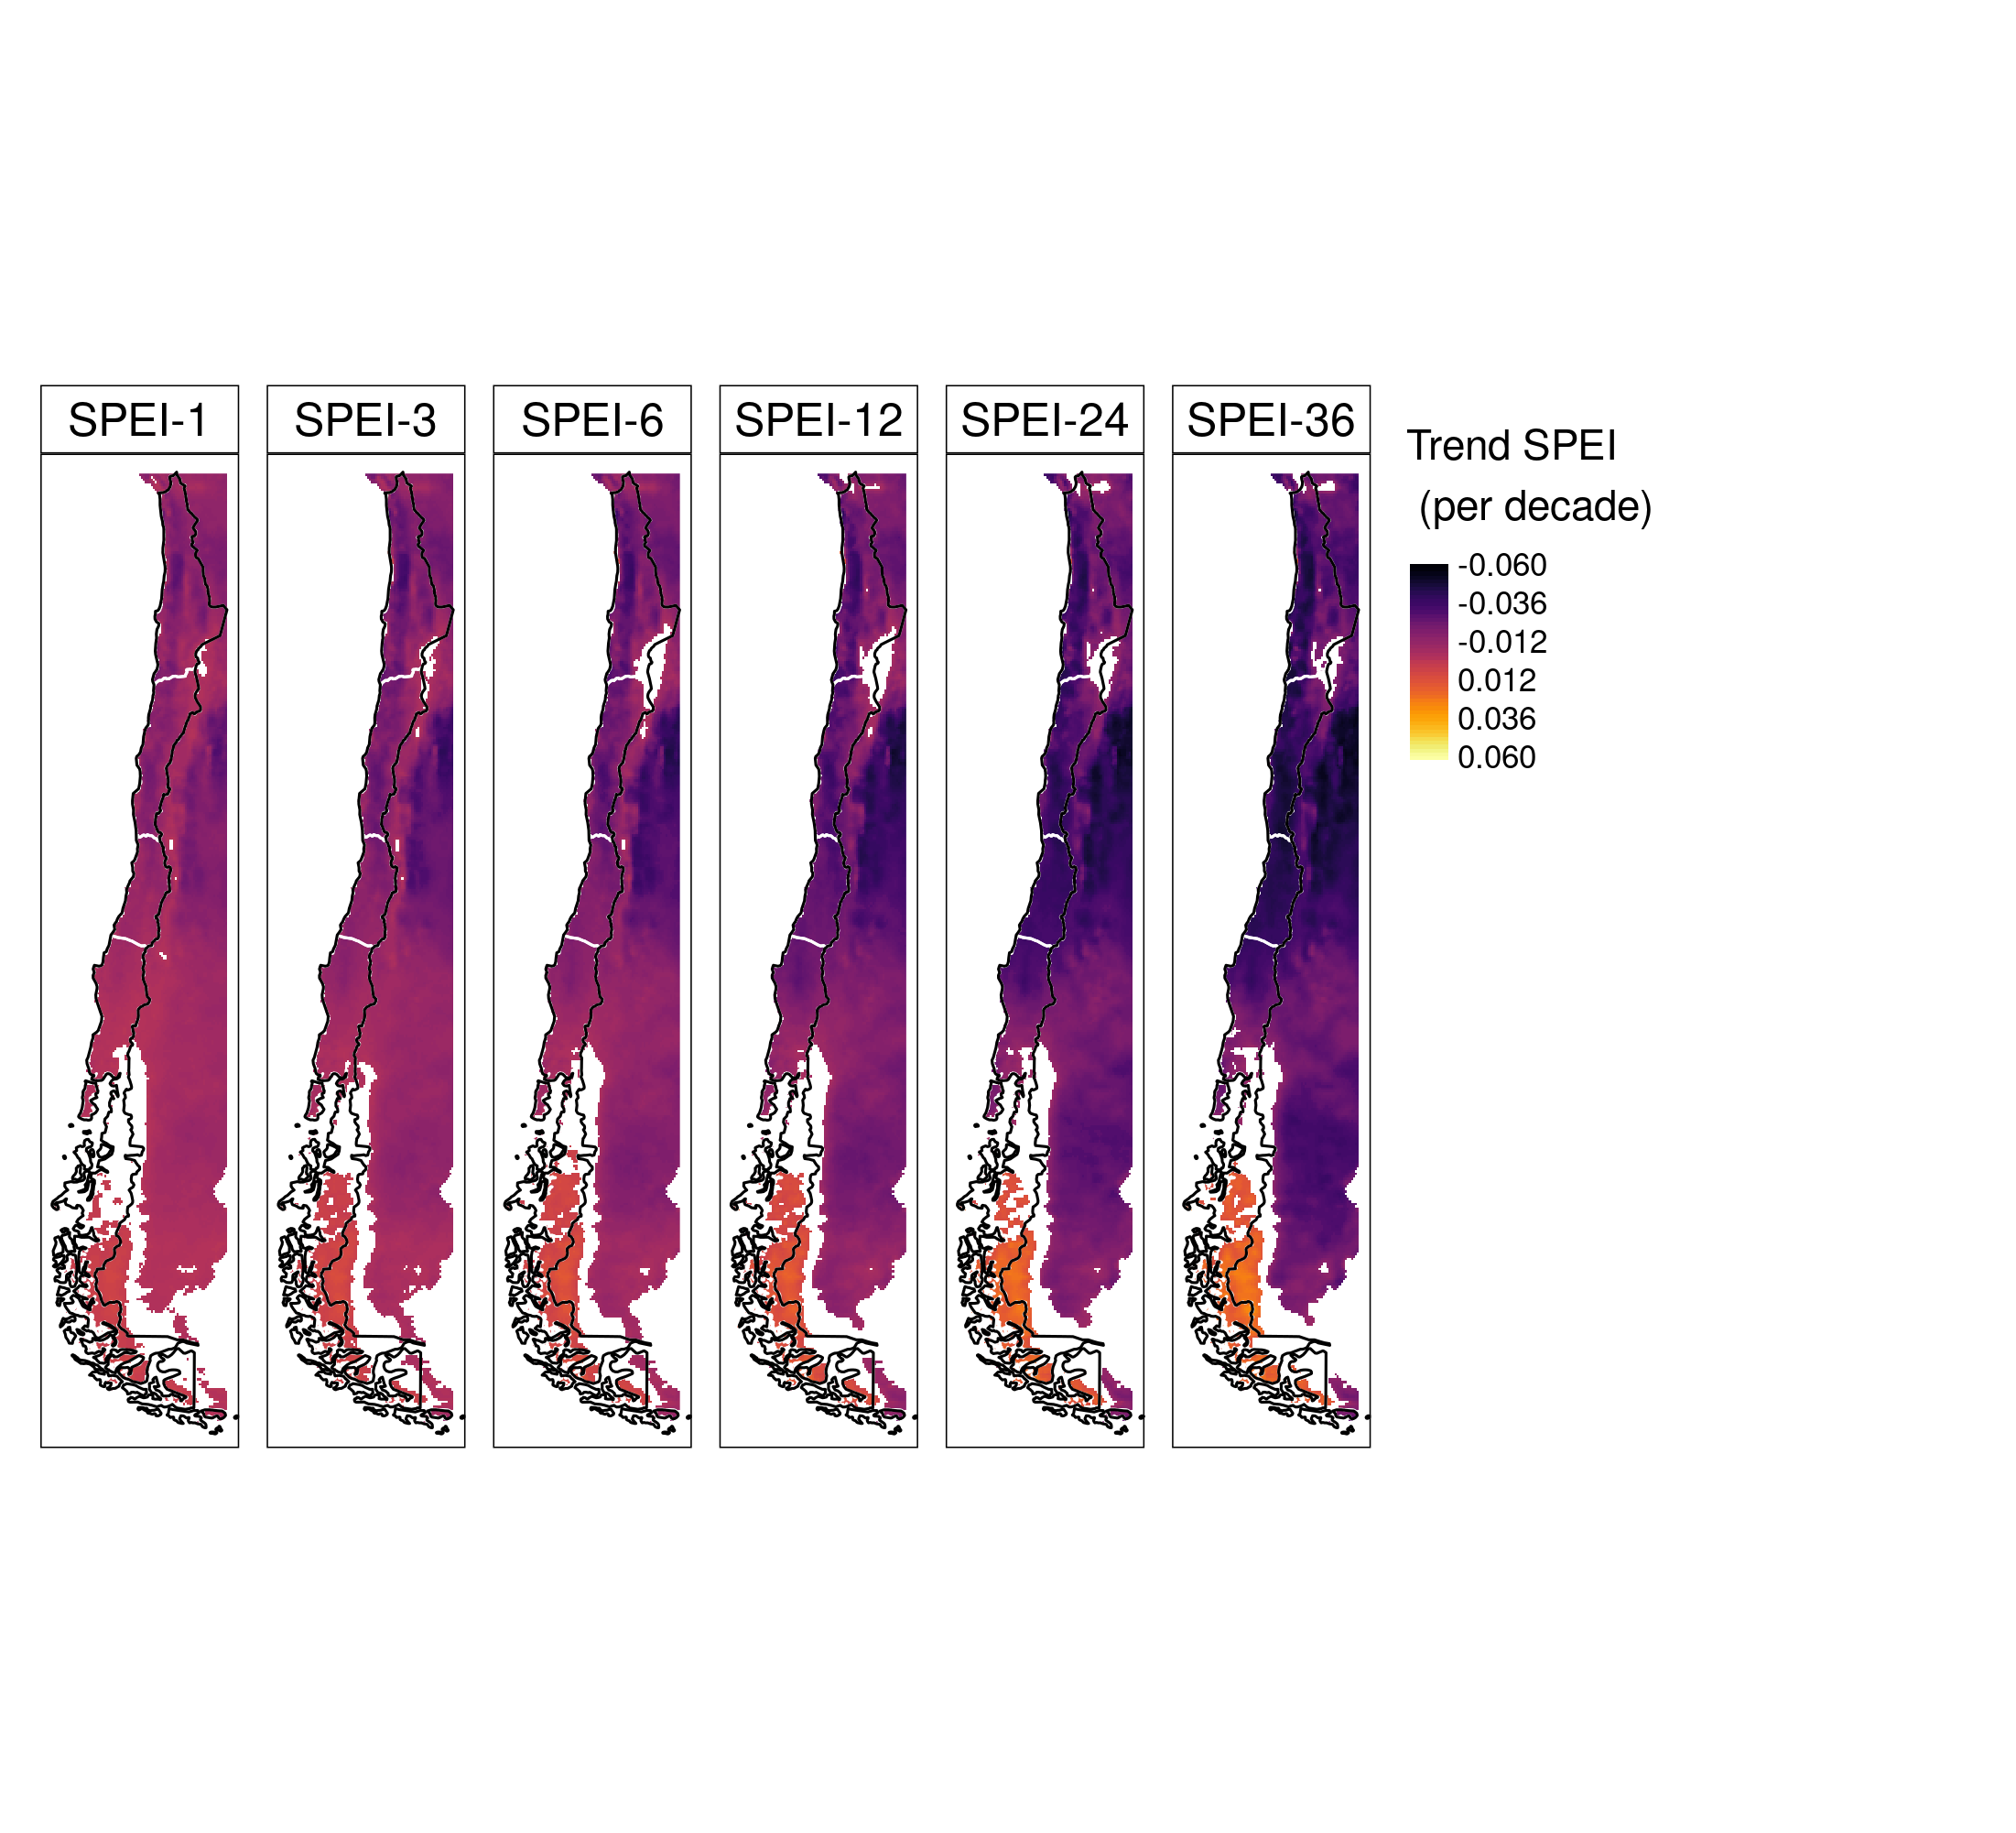 SPEI-1
SPEI-3
SPEI-6
SPEI-12
SPEI-24
SPEI-36
Trend SPEI
(per decade)
-0.060
-0.036
-0.012
0.012
0.036
0.060